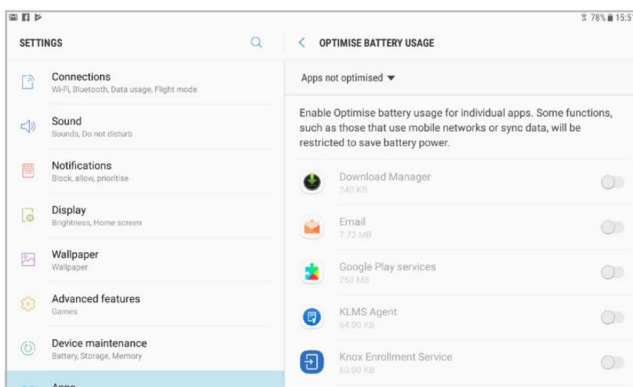 78% 15:5
SETTINGS
Connections
Wi-Fi, Bluetooth, Data usage, Flight mode
Sound
Sounds, Do not disturb
Notifications
Block, allow, prioritise
Display
Brightness, Home screen
Wallpaper
Wallpaper
Advanced features
Games
Device maintenance
Battery, Storage, Memory
Apps
OPTIMISE BATTERY USAGE
Apps not optimised
Enable Optimise battery usage for individual apps. Some functions,
such as those that use mobile networks or sync data, will be
restricted to save battery power.
Download Manager
240 KB
Email
7.72 MB
Google Play services
250 MB
KLMS Agent
64.00 KB
Knox Enrollment Service
60.00 KB